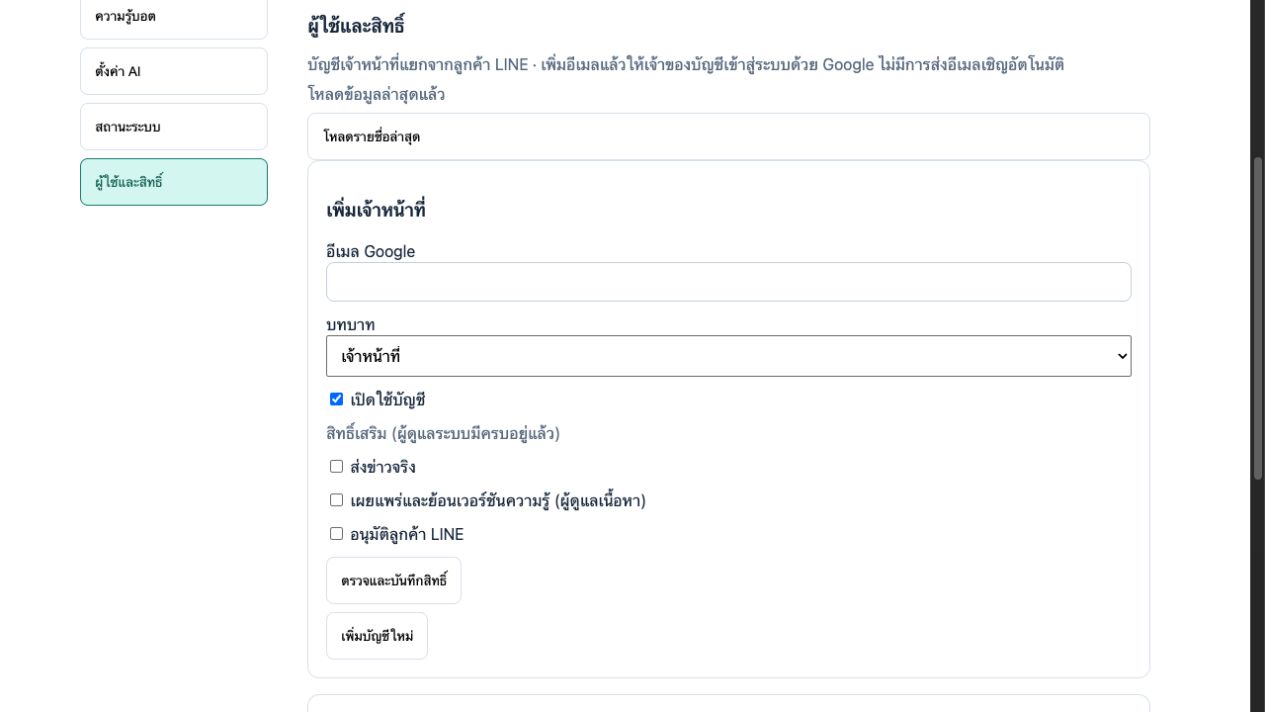 ความรู้บอต
ตั้งค่า AI
สถานะระบบ
ผู้ใช้และสิทธิ์
ผู้ใช้และสิทธิ์
บัญชีเจ้าหน้าที่แยกจากลูกค้า LINE · เพิ่มอีเมลแล้วให้เจ้าของบัญชีเข้าสู่ระบบด้วย Google ไม่มีการส่งอีเมลเชิญอัตโนมัติ
โหลดข้อมูลล่าสุดแล้ว
โหลดรายชื่อล่าสุด
เพิ่มเจ้าหน้าที่
อีเมล Google
บทบาท
เจ้าหน้าที่
เปิดใช้บัญชี
สิทธิ์เสริม (ผู้ดูแลระบบมีครบอยู่แล้ว)
ส่งข่าวจริง
เผยแพร่และย้อนเวอร์ชันความรู้ (ผู้ดูแลเนื้อหา)
อนุมัติลูกค้า LINE
ตรวจและบันทึกสิทธิ์
เพิ่มบัญชีใหม่